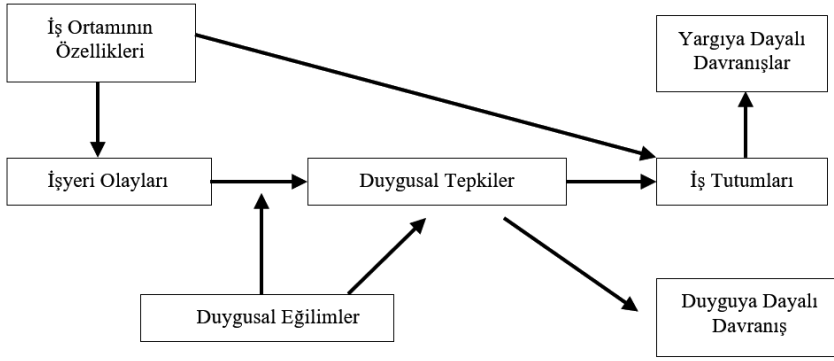 İş Ortamının
Özellikleri
Yargıya Dayalı
Davranışlar
İşyeri Olayları
Duygusal Tepkiler
İş Tutumları
Duygusal Eğilimler
Duyguya Dayalı
Davranış